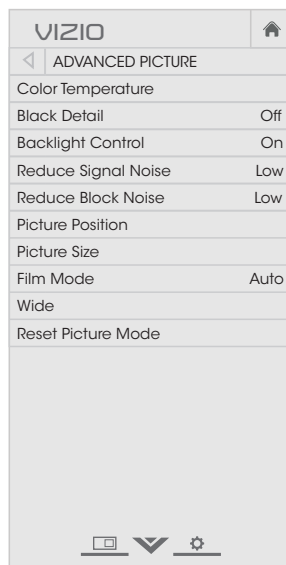 VIZIO
ADVANCED PICTURE
Color Temperature
Black Detail Off
Backlight Control On
Reduce Signal Noise Low
Reduce Block Noise Low
Picture Position
Picture Size
Film Mode Auto
Wide
Reset Picture Mode